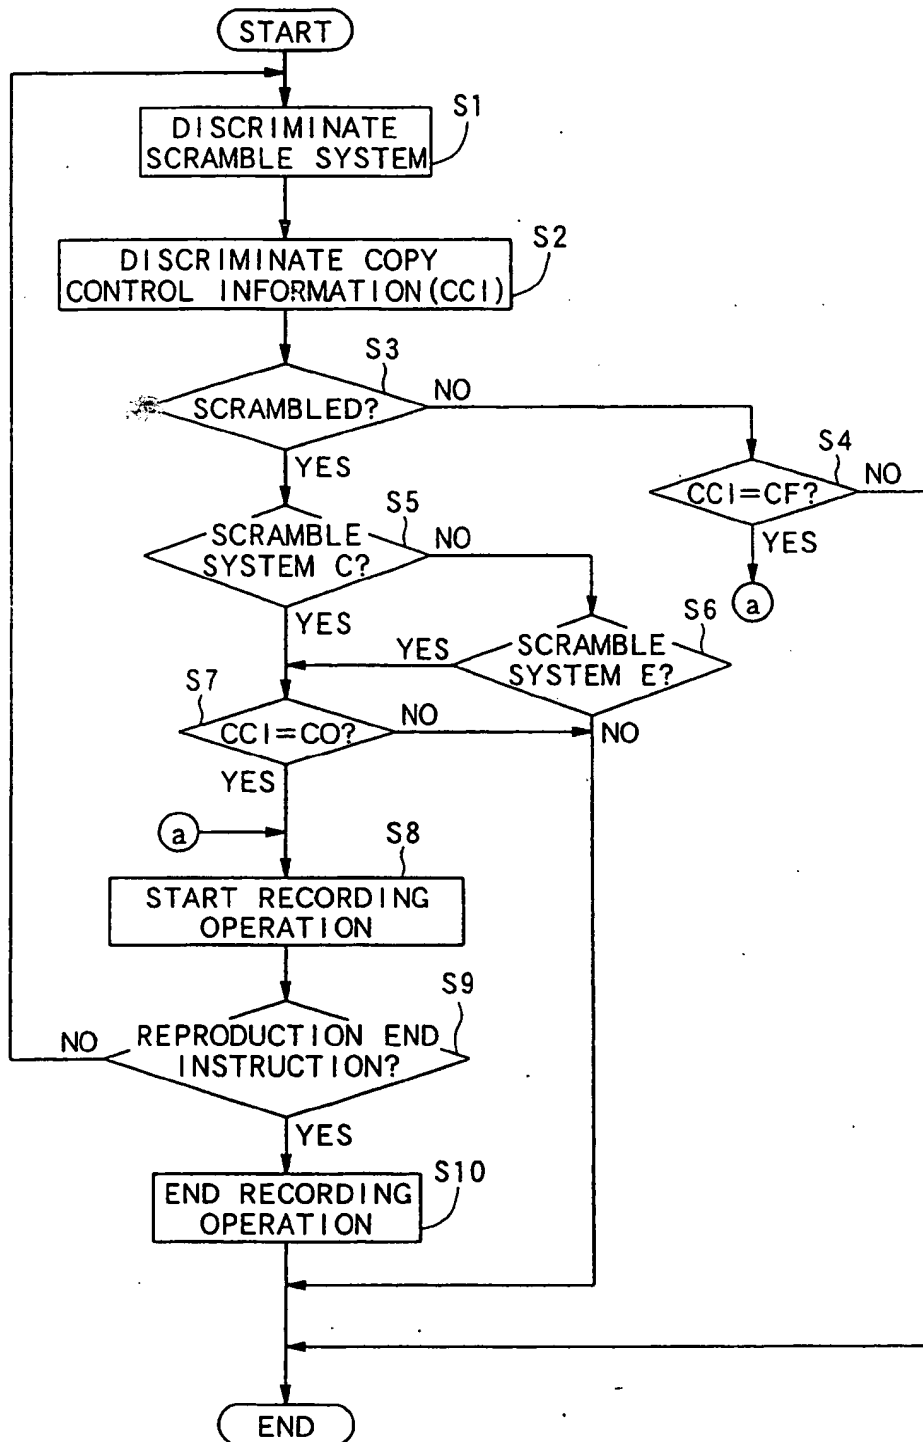 START
S1
DISCRIMINATE
SCRAMBLE SYSTEM
S2
DISCRIMINATE COPY
CONTROL INFORMATION(CCI)
S3
SCRAMBLED?
NO
YES
S4
CCI=CF?
NO
YES
a
S5
SCRAMBLE
SYSTEM C?
NO
YES
S6
SCRAMBLE
SYSTEM E?
YES
NO
S7
CCI=CO?
NO
YES
a
S8
START RECORDING
OPERATION
S9
REPRODUCTION END
INSTRUCTION?
NO
YES
S10
END RECORDING
OPERATION
END